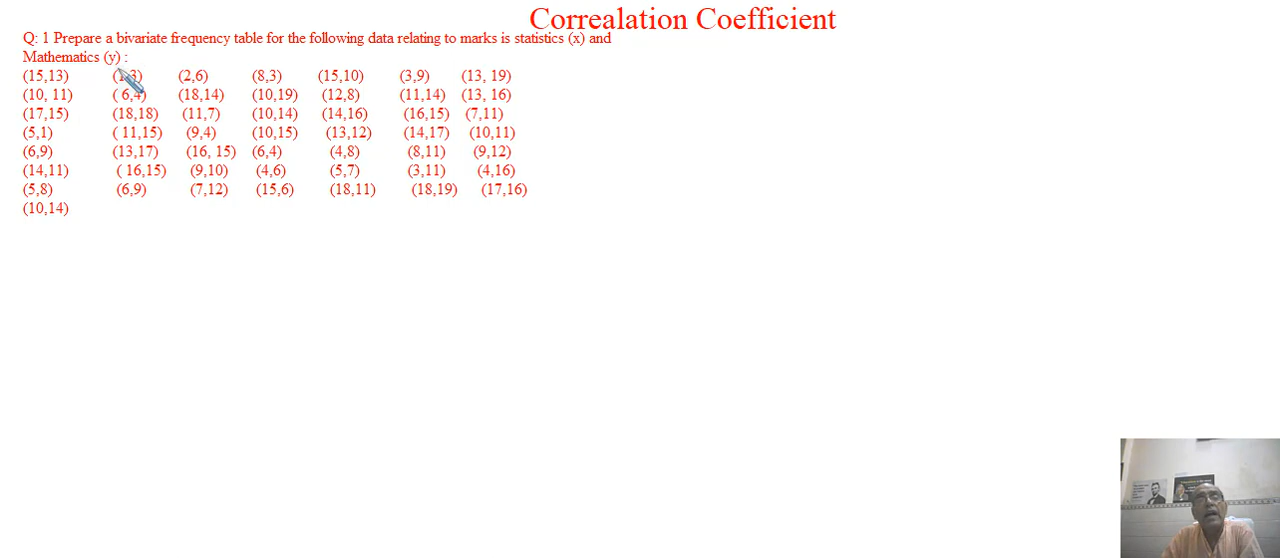 Correalation Coefficient
Q: 1 Prepare a bivariate frequency table for the following data relating to marks is statistics (x) and
Mathematics (y) :
(15,13) (1,3) (2,6) (8,3) (15,10) (3,9) (13, 19)
(10, 11) ( 6,4) (18,14) (10,19) (12,8) (11,14) (13, 16)
(17,15) (18,18) (11,7) (10,14) (14,16) (16,15) (7,11)
(5,1) ( 11,15) (9,4) (10,15) (13,12) (14,17) (10,11)
(6,9) (13,17) (16, 15) (6,4) (4,8) (8,11) (9,12)
(14,11) ( 16,15) (9,10) (4,6) (5,7) (3,11) (4,16)
(5,8) (6,9) (7,12) (15,6) (18,11) (18,19) (17,16)
(10,14)